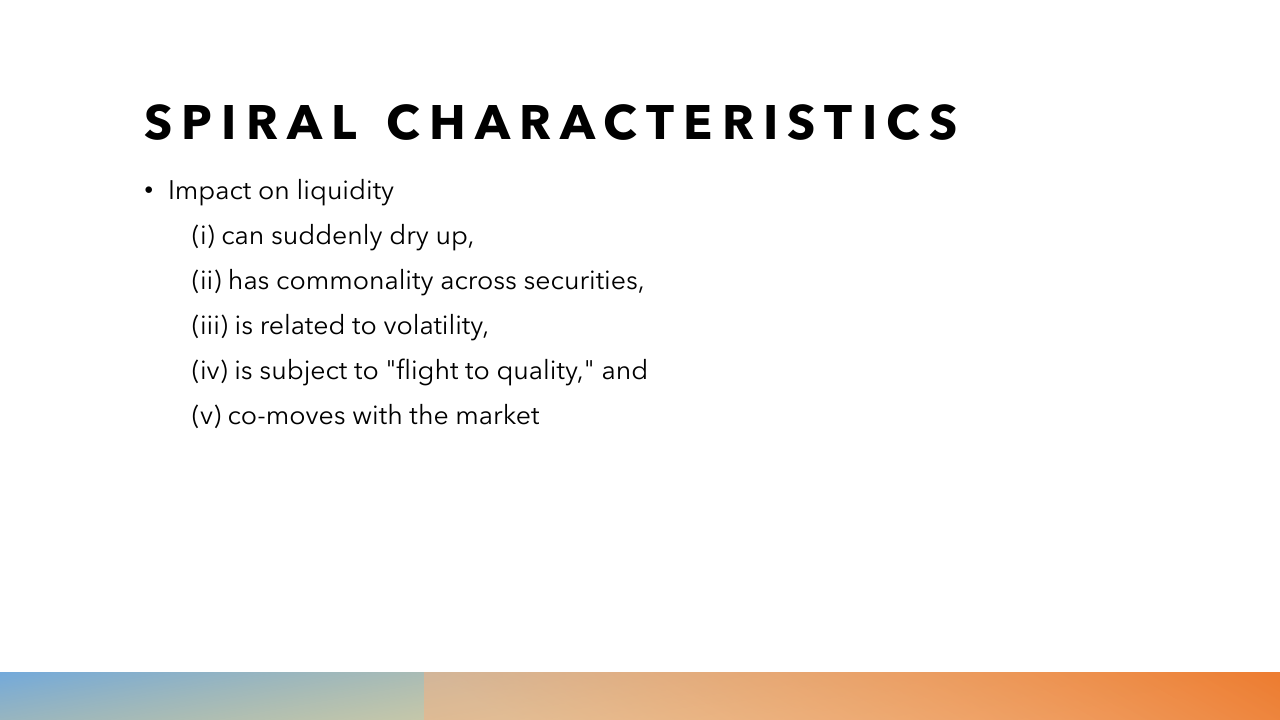 SPIRAL CHARACTERISTICS
• Impact on liquidity
(i) can suddenly dry up,
(ii) has commonality across securities,
(iii) is related to volatility,
(iv) is subject to "flight to quality," and
(v) co-moves with the market